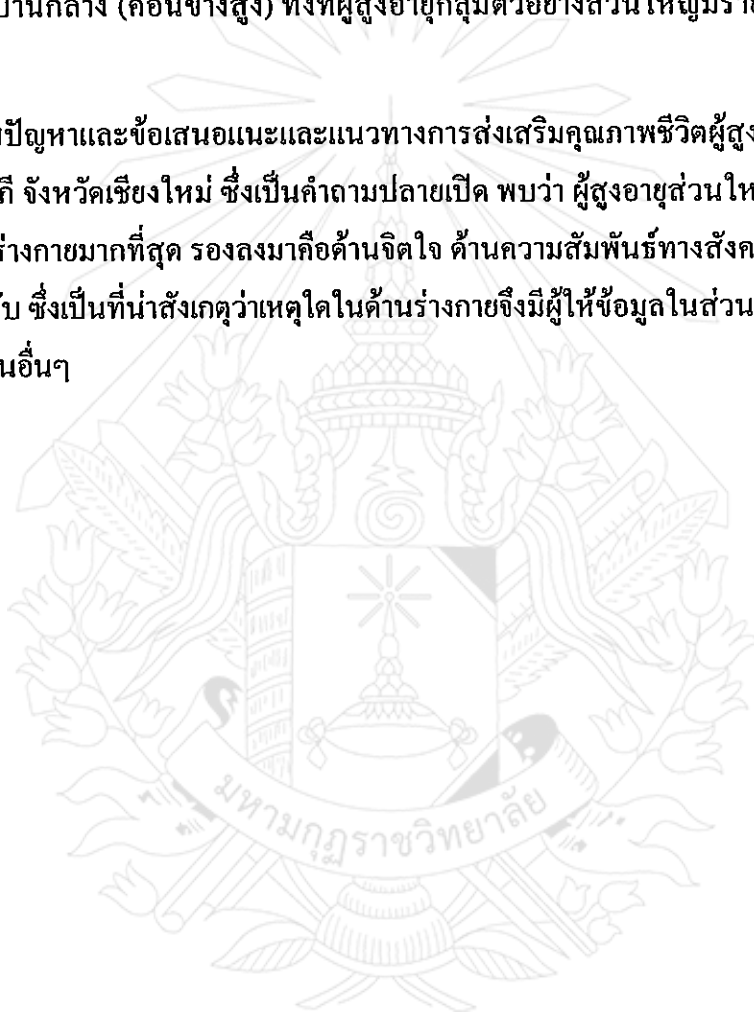 ปานกลาง (ค่อนข้างสูง) ทั้งที่ผู้สูงอายุกลุ่มตัวอย่างส่วนใหญ่มีราย
ปัญหาและข้อเสนอแนะและแนวทางการส่งเสริมคุณภาพชีวิตผู้สูง
จังหวัดเชียงใหม่ ซึ่งเป็นคำถามปลายเปิด พบว่า ผู้สูงอายุส่วนให
ร่างกายมากที่สุด รองลงมาคือด้านจิตใจ ด้านความสัมพันธ์ทางสังค
ซึ่งเป็นที่น่าสังเกตุว่าเหตุใดในด้านร่างกายจึงมีผู้ให้ข้อมูลในส่วน
นอื่นๆ
มหามกุฏราชวิทยาลัย